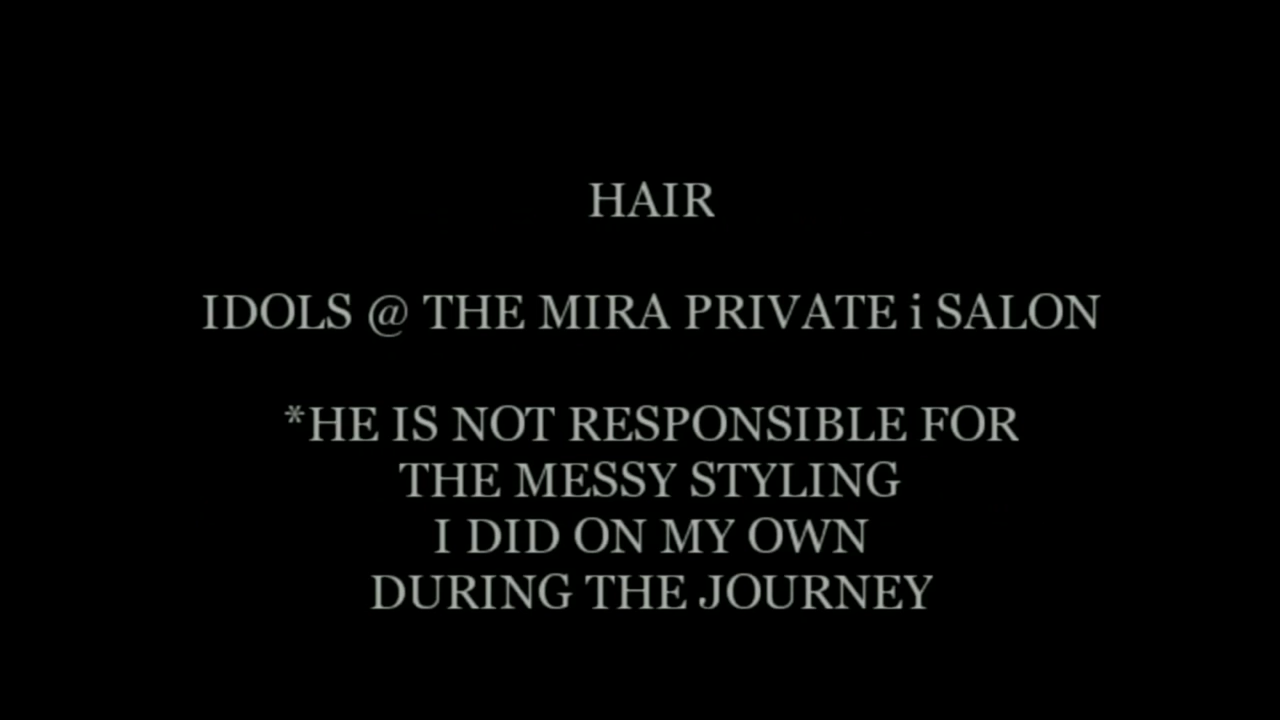 HAIR
IDOLS @ THE MIRA PRIVATE i SALON
*HE IS NOT RESPONSIBLE FOR
THE MESSY STYLING
I DID ON MY OWN
DURING THE JOURNEY